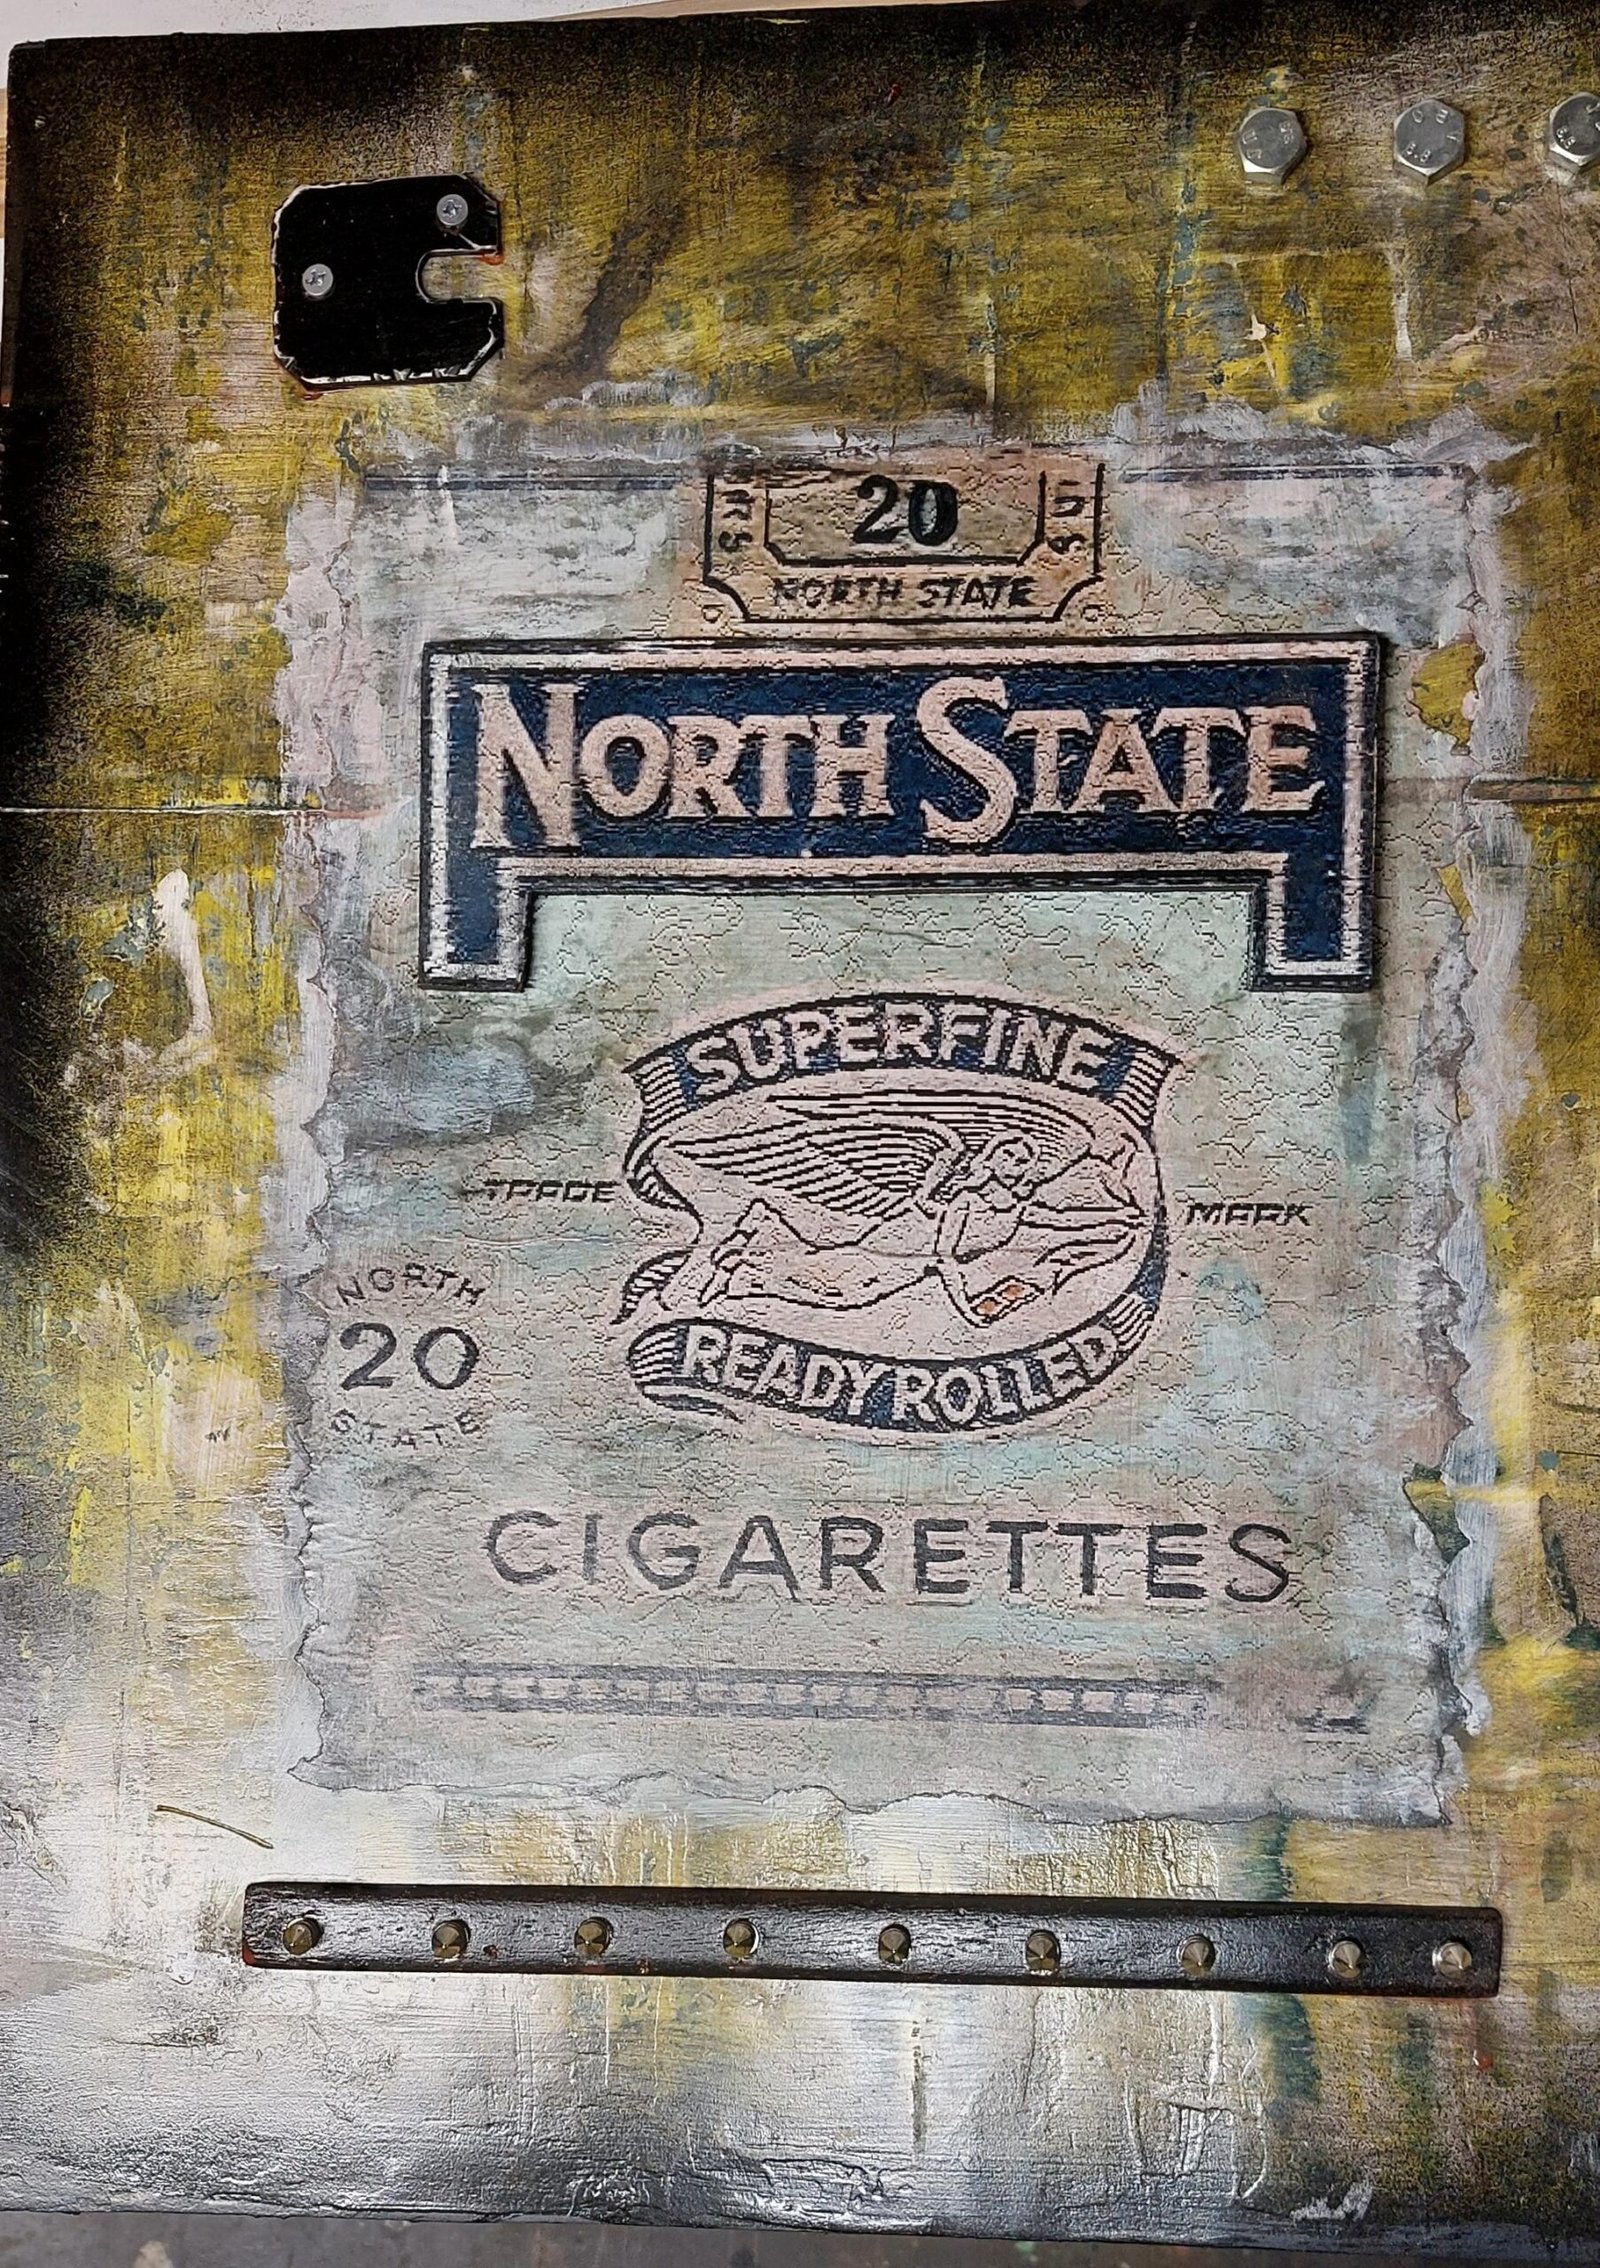 20
NORTH STATE
NORTH STATE
SUPERFINE
TRADE MARK
NORTH
20
STATE
READY ROLLED
CIGARETTES